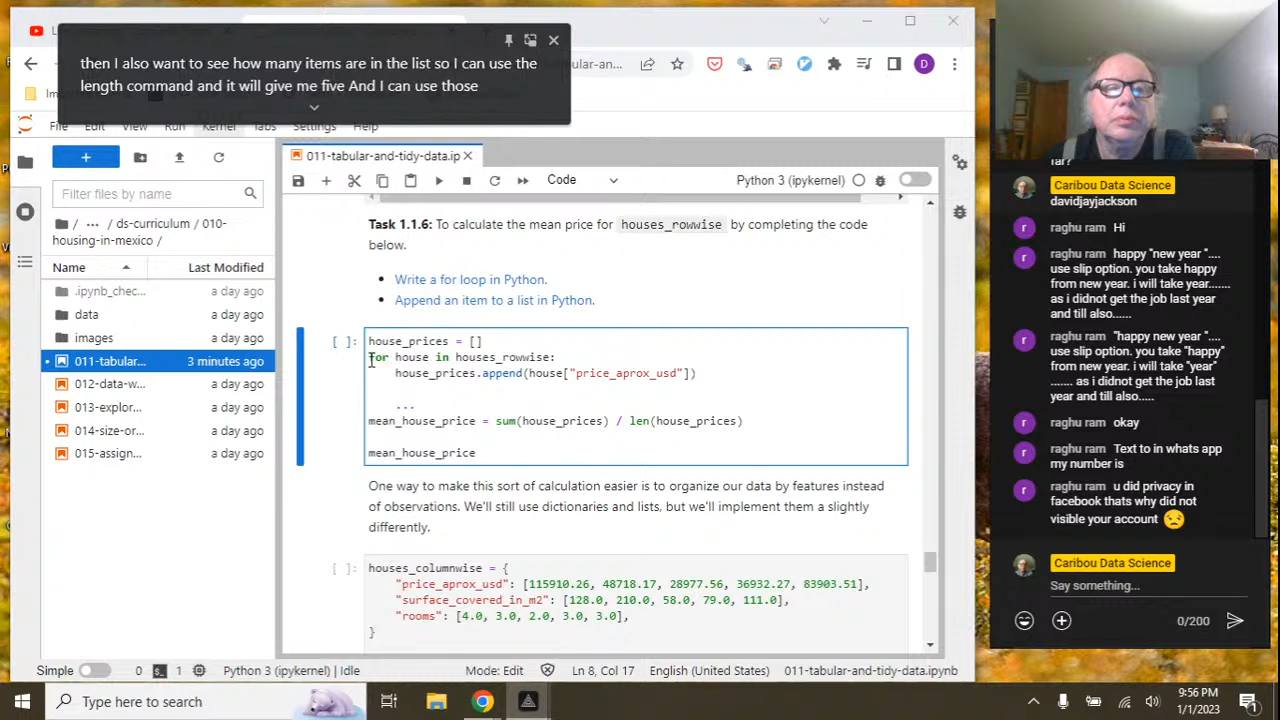 then I also want to see how many items are in the list so I can use the
length command and it will give me five And I can use those
File Edit View Run Kernel Tabs Settings Help
011-tabular-and-tidy-data.ip
Filter files by name
/ ... / ds-curriculum / 010-
housing-in-mexico /
Name Last Modified
.ipynb_chec... a day ago
data a day ago
images a day ago
011-tabular... 3 minutes ago
012-data-w... a day ago
013-explor... a day ago
014-size-or... a day ago
015-assign... a day ago
Code Python 3 (ipykernel)
Task 1.1.6: To calculate the mean price for houses_rowwise by completing the code
below.
Write a for loop in Python.
Append an item to a list in Python.
[ ]: house_prices = []
for house in houses_rowwise:
house_prices.append(house["price_aprox_usd"])
...
mean_house_price = sum(house_prices) / len(house_prices)
mean_house_price
One way to make this sort of calculation easier is to organize our data by features instead
of observations. We'll still use dictionaries and lists, but we'll implement them a slightly
differently.
[ ]: houses_columnwise = {
"price_aprox_usd": [115910.26, 48718.17, 28977.56, 36932.27, 83903.51],
"surface_covered_in_m2": [128.0, 210.0, 58.0, 79.0, 111.0],
"rooms": [4.0, 3.0, 2.0, 3.0, 3.0],
}
Simple 0 1 Python 3 (ipykernel) | Idle Mode: Edit Ln 8, Col 17 English (United States) 011-tabular-and-tidy-data.ipynb
far?
Caribou Data Science
davidjayjackson
raghu ram Hi
raghu ram happy "new year "....
use slip option. you take happy
from new year. i will take year.......
as i didnot get the job last year
and till also......
raghu ram "happy new year "....
use slip option. you take "happy"
from new year. i will take "year"
....... as i didnot get the job last
year and till also.....
raghu ram okay
raghu ram Text to in whats app
my number is
raghu ram u did privacy in
facebook thats why did not
visible your account
Caribou Data Science
Say something...
0/200
Type here to search
9:56 PM
1/1/2023